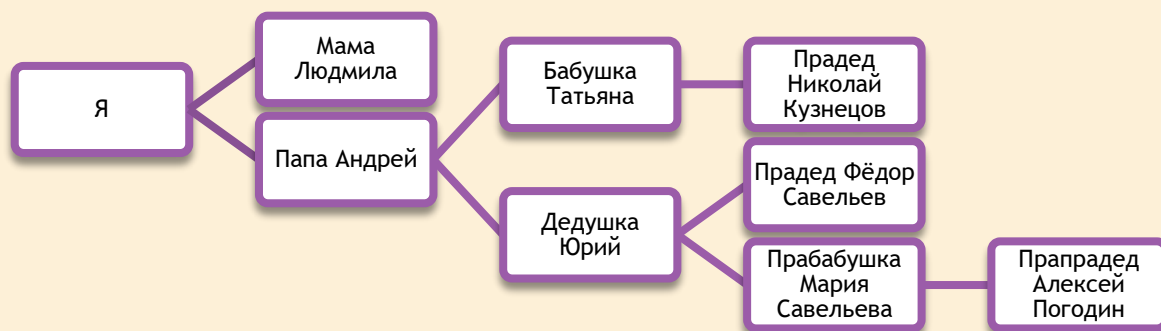 Я
Мама
Людмила
Папа Андрей
Бабушка
Татьяна
Дедушка
Юрий
Прадед
Николай
Кузнецов
Прадед Фёдор
Савельев
Прабабушка
Мария
Савельева
Прапрадед
Алексей
Погодин